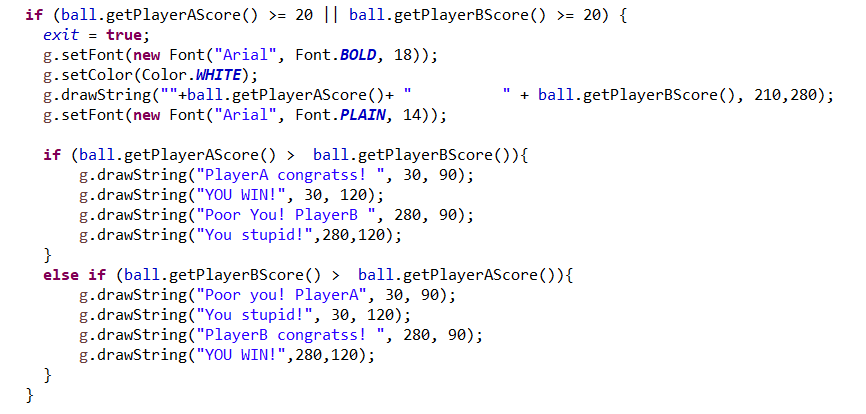 if (ball.getPlayerAScore() >= 20 || ball.getPlayerBScore() >= 20) {
exit = true;
g.setFont(new Font("Arial", Font.BOLD, 18));
g.setColor(Color.WHITE);
g.drawString(""+ball.getPlayerAScore()+ "          " + ball.getPlayerBScore(), 210,280);
g.setFont(new Font("Arial", Font.PLAIN, 14));
if (ball.getPlayerAScore() >  ball.getPlayerBScore()){
g.drawString("PlayerA congratss! ", 30, 90);
g.drawString("YOU WIN!", 30, 120);
g.drawString("Poor You! PlayerB ", 280, 90);
g.drawString("You stupid!",280,120);
}
else if (ball.getPlayerBScore() >  ball.getPlayerAScore()){
g.drawString("Poor you! PlayerA", 30, 90);
g.drawString("You stupid!", 30, 120);
g.drawString("PlayerB congratss! ", 280, 90);
g.drawString("YOU WIN!",280,120);
}
}